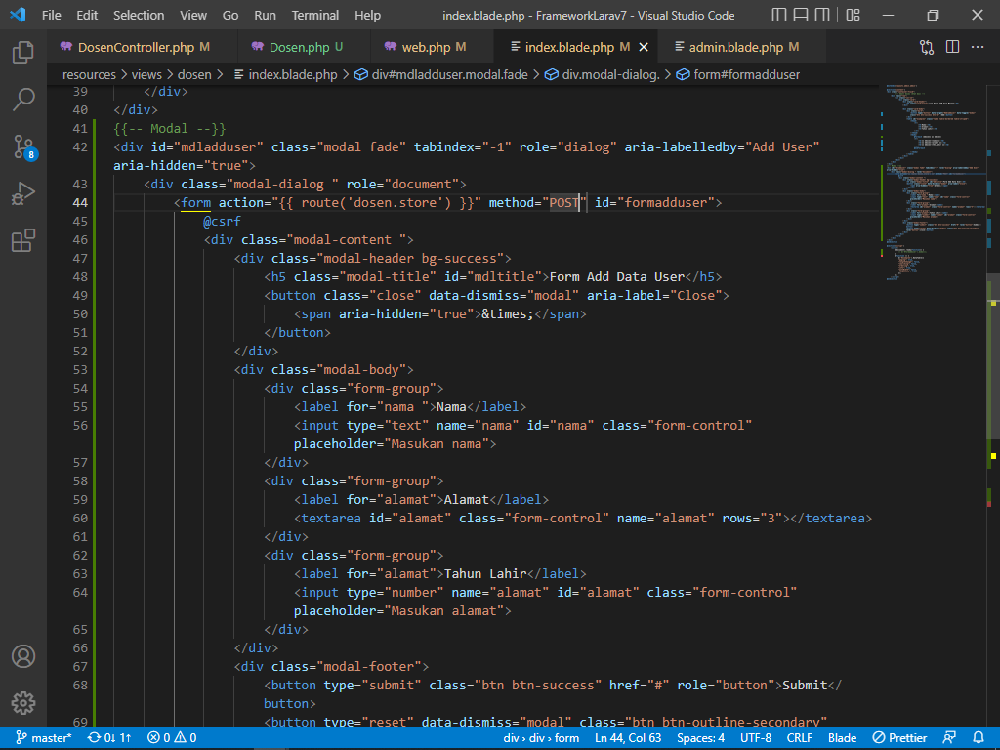 File Edit Selection View Go Run Terminal Help index.blade.php - FrameworkLarav7 - Visual Studio Code
DosenController.php M Dosen.php U web.php M index.blade.php M admin.blade.php M
resources > views > dosen > index.blade.php > div#mdladduser.modal.fade > div.modal-dialog. > form#formadduser
39 </div>
40 </div>
41 {{-- Modal --}}
42 <div id="mdladduser" class="modal fade" tabindex="-1" role="dialog" aria-labelledby="Add User"
aria-hidden="true">
43 <div class="modal-dialog " role="document">
44 <form action="{{ route('dosen.store') }}" method="POST" id="formadduser">
45 @csrf
46 <div class="modal-content ">
47 <div class="modal-header bg-success">
48 <h5 class="modal-title" id="mdltitle">Form Add Data User</h5>
49 <button class="close" data-dismiss="modal" aria-label="Close">
50 <span aria-hidden="true">&times;</span>
51 </button>
52 </div>
53 <div class="modal-body">
54 <div class="form-group">
55 <label for="nama ">Nama</label>
56 <input type="text" name="nama" id="nama" class="form-control"
placeholder="Masukan nama">
57 </div>
58 <div class="form-group">
59 <label for="alamat">Alamat</label>
60 <textarea id="alamat" class="form-control" name="alamat" rows="3"></textarea>
61 </div>
62 <div class="form-group">
63 <label for="alamat">Tahun Lahir</label>
64 <input type="number" name="alamat" id="alamat" class="form-control"
placeholder="Masukan alamat">
65 </div>
66 </div>
67 <div class="modal-footer">
68 <button type="submit" class="btn btn-success" href="#" role="button">Submit</
button>
69 <button type="reset" data-dismiss="modal" class="btn btn-outline-secondary"
8
master* 0↓ 1↑ 0 0 div › div › form Ln 44, Col 63 Spaces: 4 UTF-8 CRLF Blade Prettier